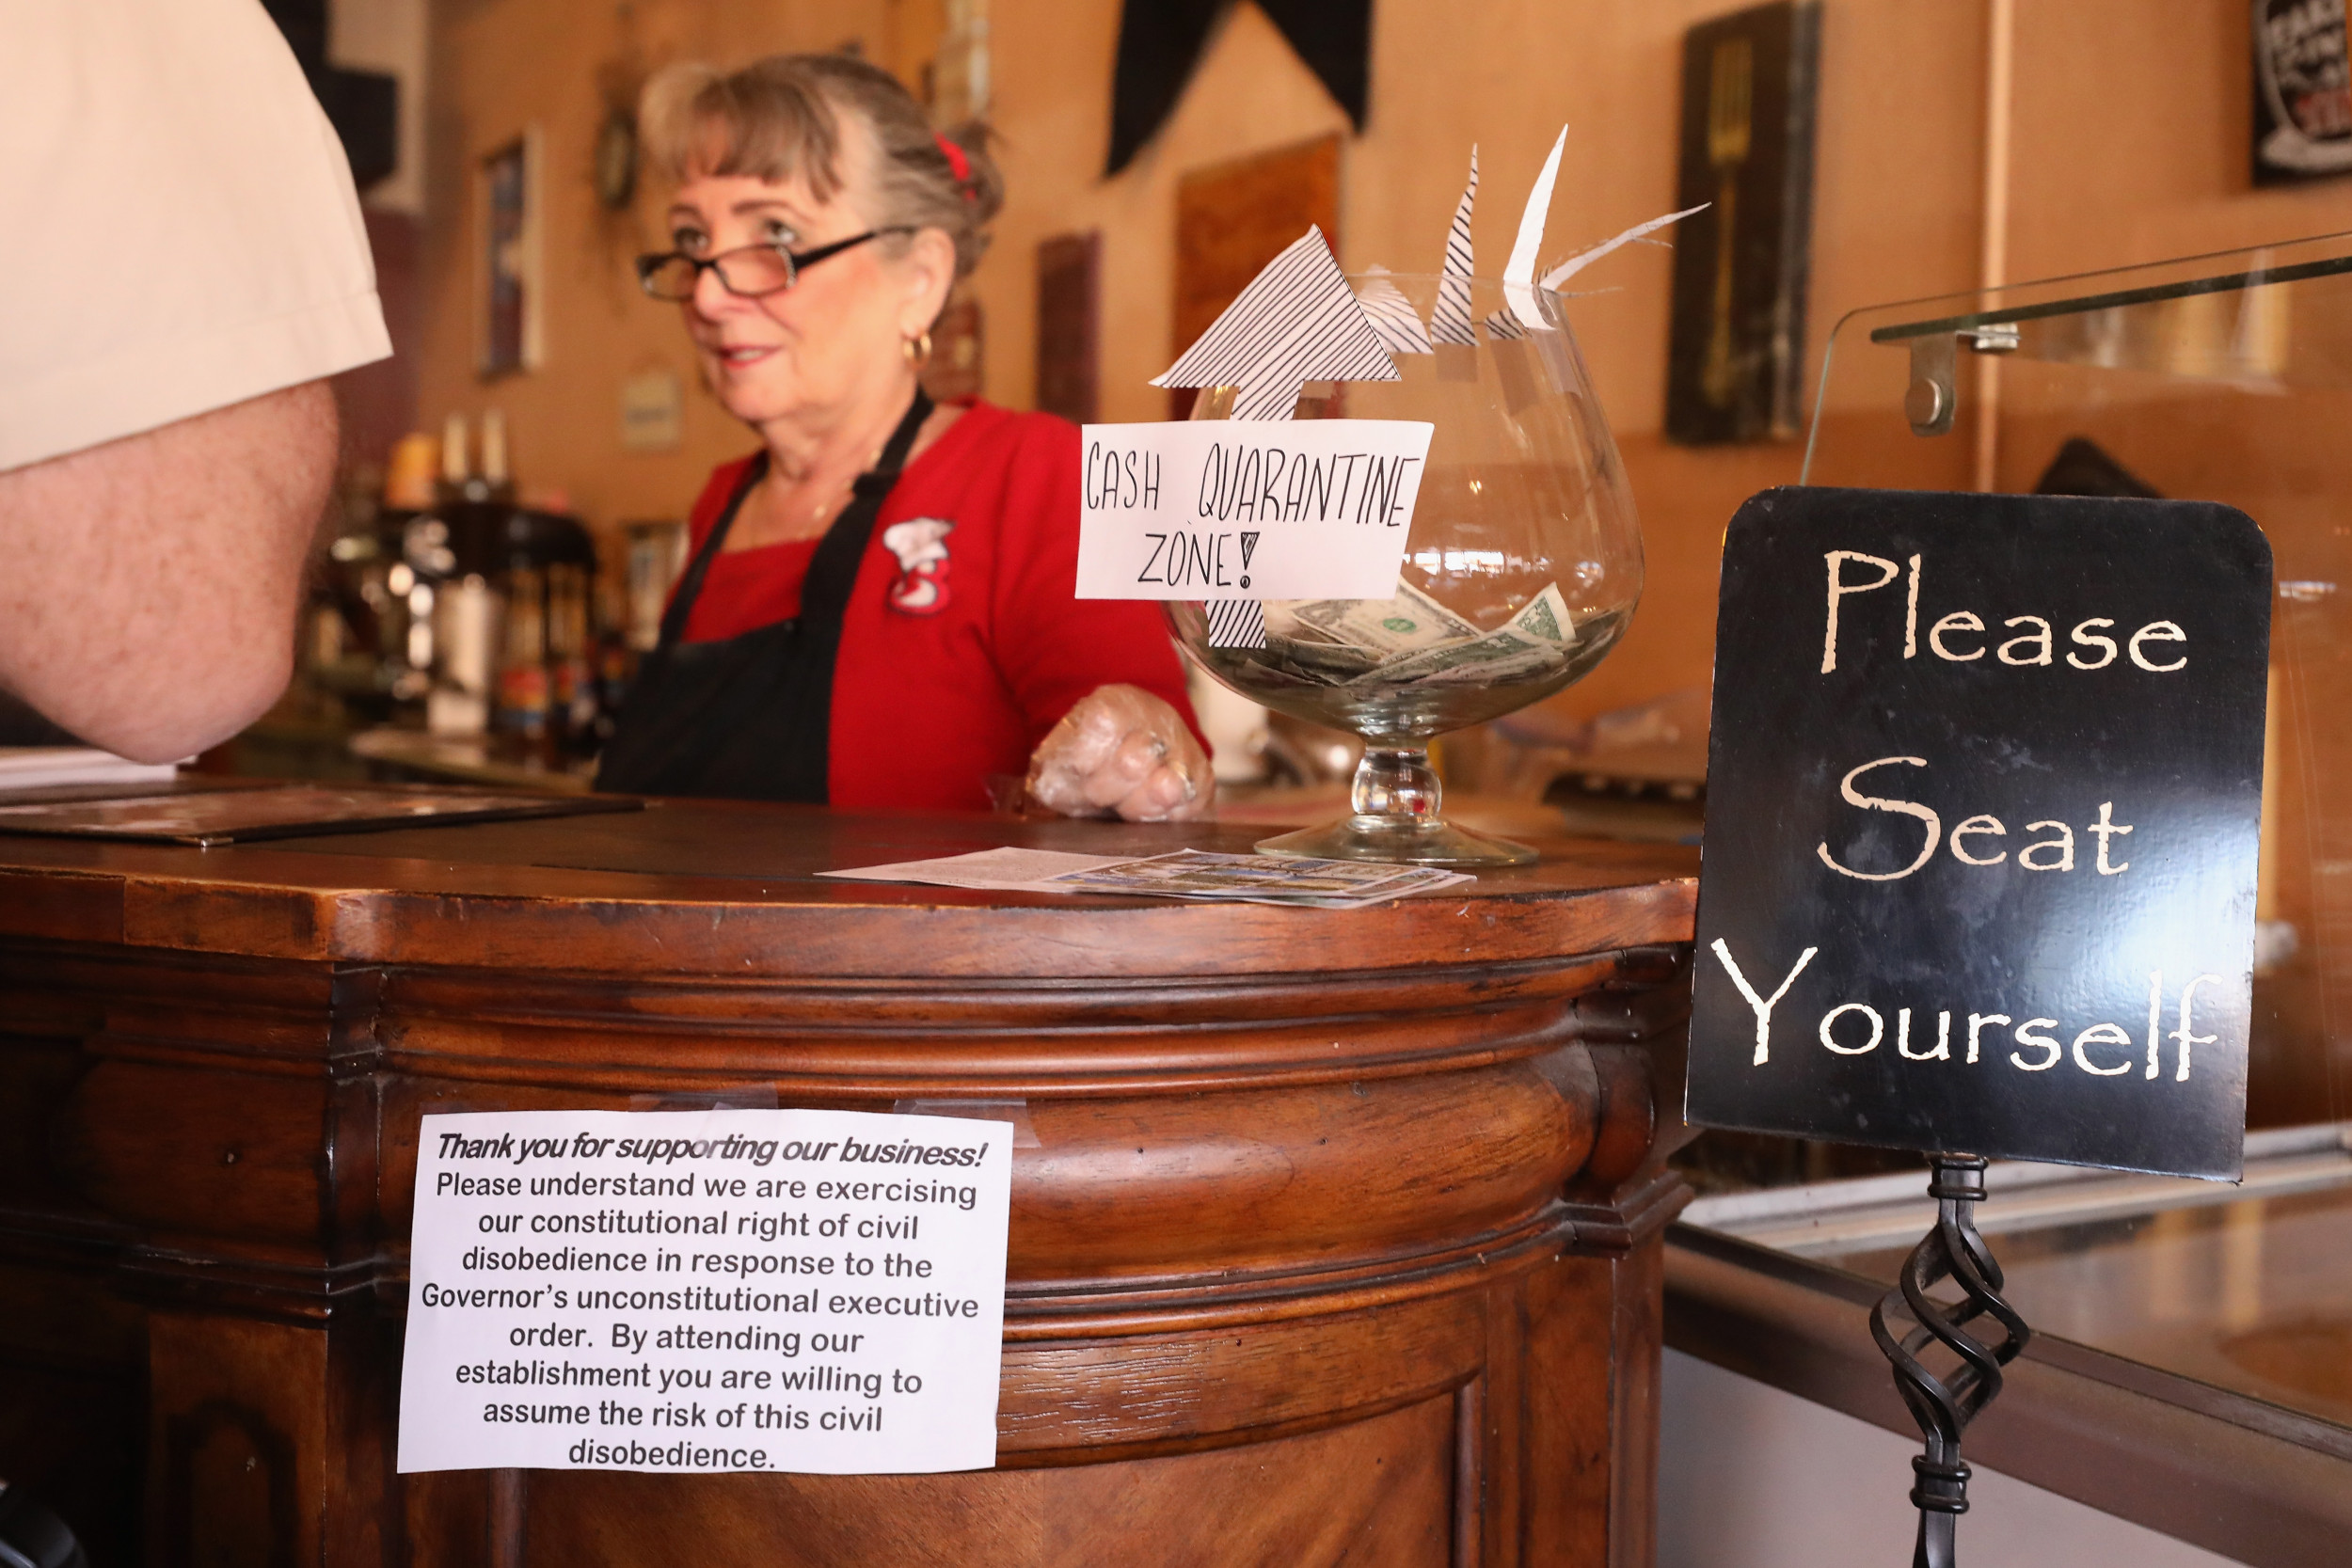 CASH QUARANTINE
ZONE!
Please
Seat
Yourself
Thank you for supporting our business!
Please understand we are exercising
our constitutional right of civil
disobedience in response to the
Governor's unconstitutional executive
order.  By attending our
establishment you are willing to
assume the risk of this civil
disobedience.